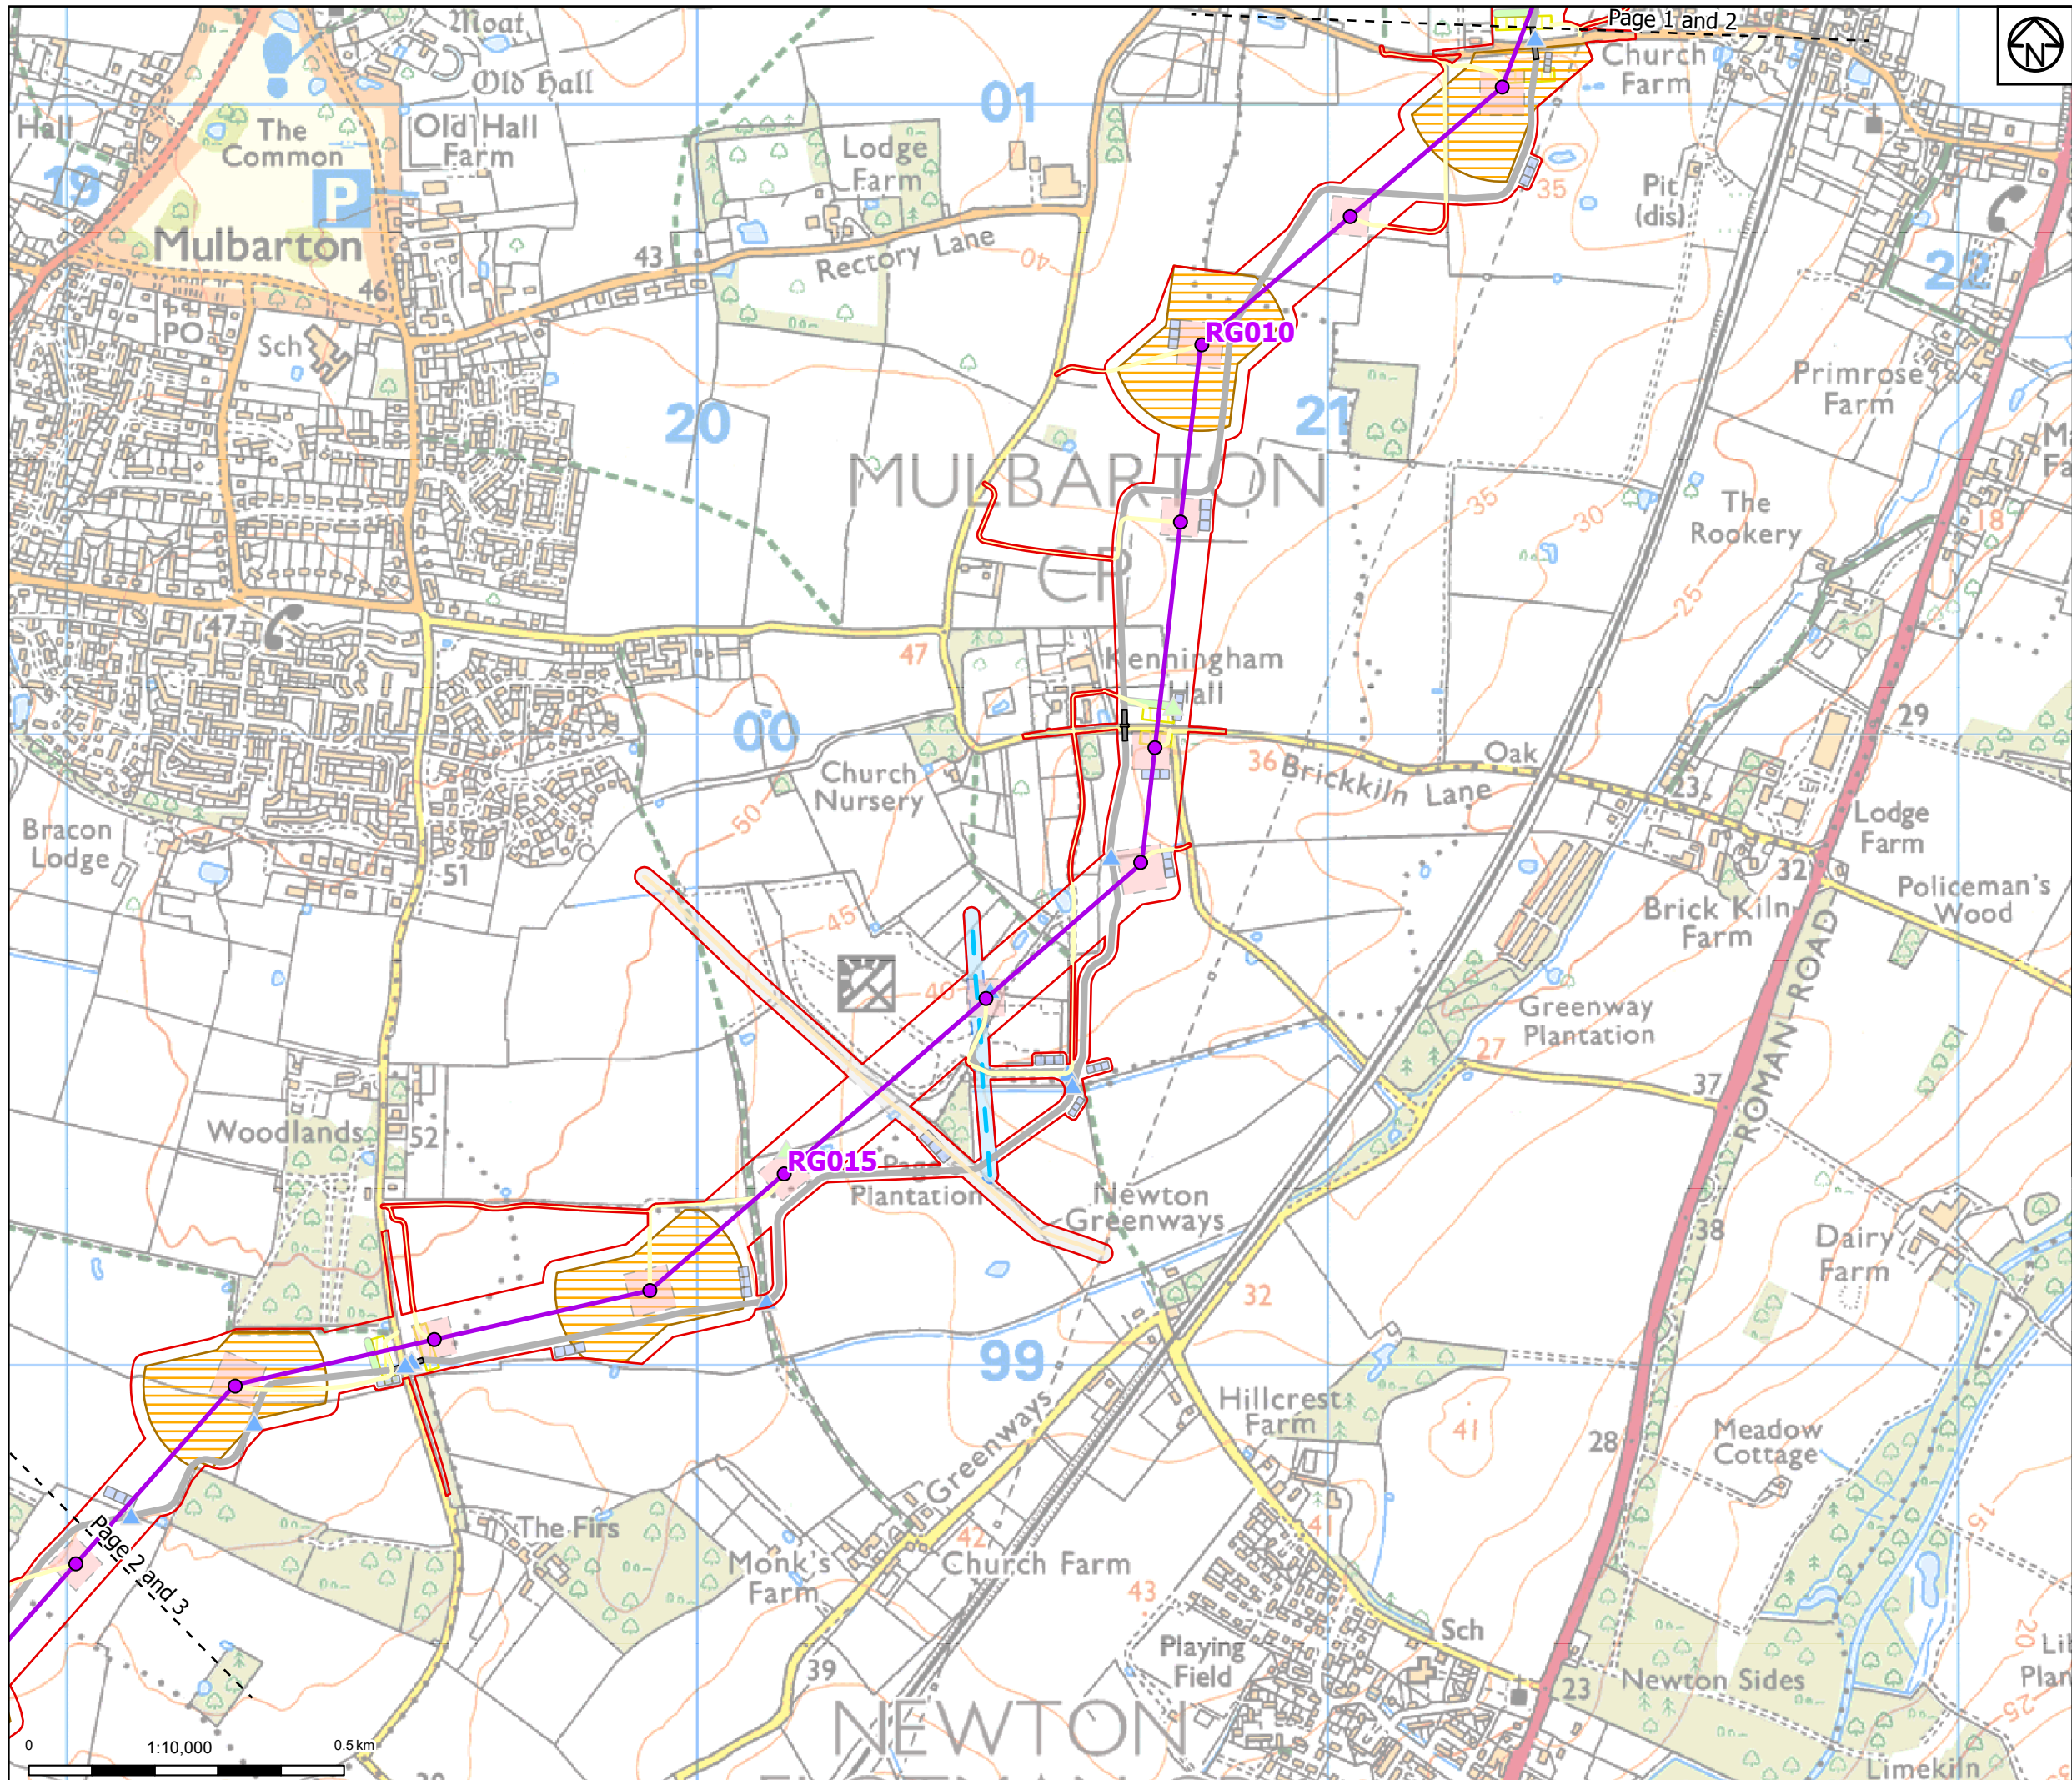 Page 1 and 2
N
Moat
Old Hall
Church
Farm
Hall
The
Common
Old Hall
Farm
01
Lodge
Farm
19
P
35
Pit
(dis)
Mulbarton
43
Rectory Lane
40
22
46
PO
Sch
RG010
Primrose
Farm
20
21
MULBARTON
CP
35
30
The
Rookery
18
25
47
47
Kenningham
Hall
00
29
Church
Nursery
36
Brickkiln Lane
Oak
23
50
Bracon
Lodge
51
Lodge
Farm
32
Policeman's
Wood
Brick Kiln
Farm
45
40
ROMAN ROAD
Greenway
Plantation
27
37
Woodlands
52
RG015
Plantation
Newton
Greenways
38
Dairy
Farm
32
99
Hillcrest
Farm
41
28
Meadow
Cottage
Greenways
15
Page 2 and 3
The Firs
42
41
Monk's
Farm
Church Farm
43
Sch
Playing
Field
39
23
Newton Sides
20
25
NEWTON
0
1:10,000
0.5 km
Limekiln